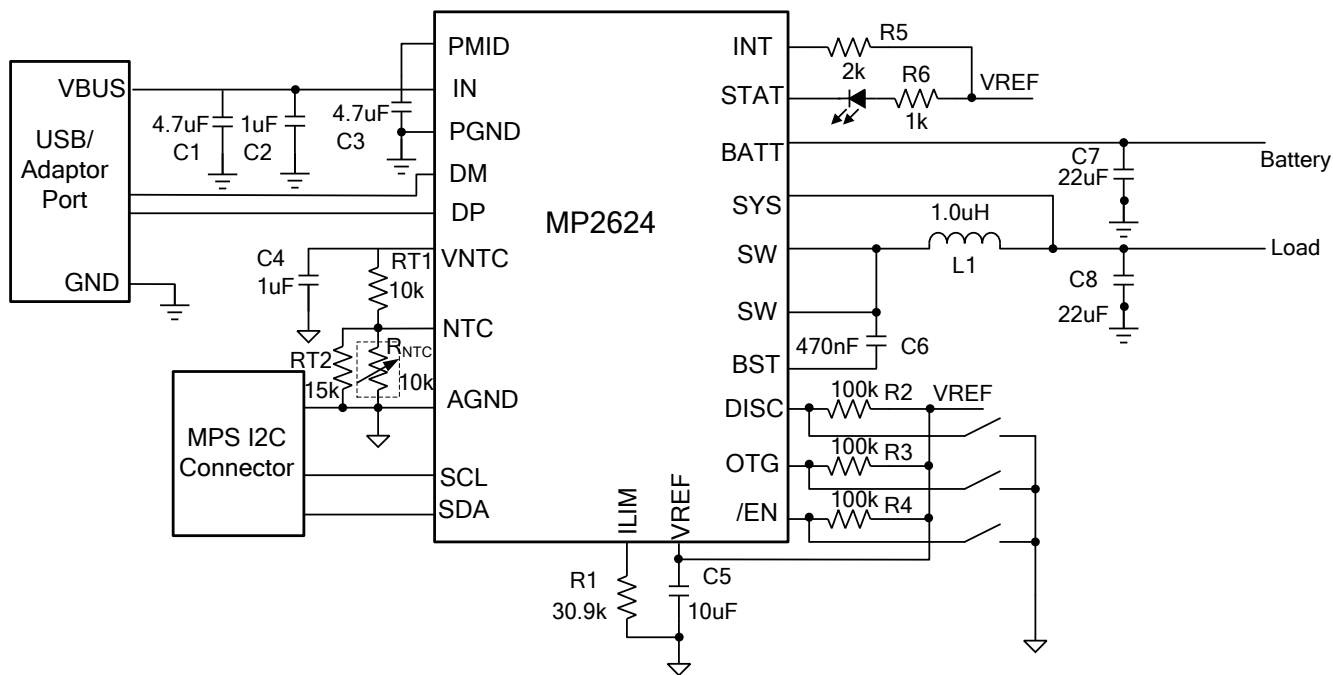 VBUS
USB/
Adaptor
Port
GND
4.7uF
C1
1uF
C2
4.7uF
C3
C4
1uF
RT1
10k
RT2
15k
RNTC
10k
MPS I2C
Connector
PMID
IN
PGND
DM
DP
VNTC
NTC
AGND
SCL
SDA
MP2624
ILIM
VREF
INT
STAT
BATT
SYS
SW
SW
BST
DISC
OTG
/EN
R1
30.9k
C5
10uF
R5
2k
R6
1k
VREF
C7
22uF
Battery
1.0uH
L1
Load
C8
22uF
470nF
C6
100k R2
VREF
100k R3
100k R4